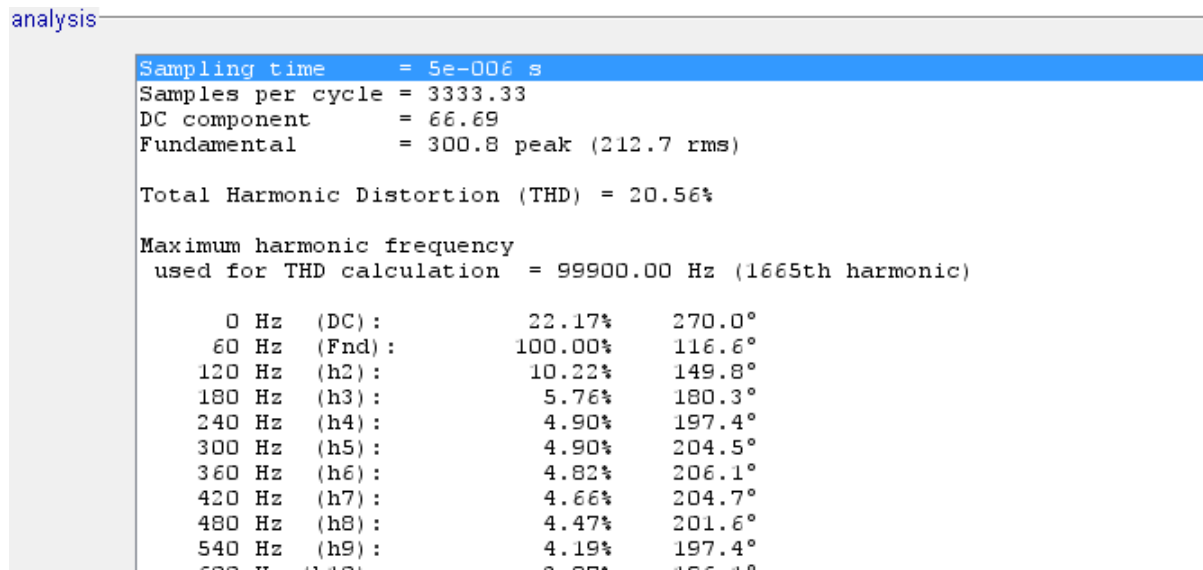 analysis
Sampling time = 5e-006 s
Samples per cycle = 3333.33
DC component = 66.69
Fundamental = 300.8 peak (212.7 rms)
Total Harmonic Distortion (THD) = 20.56%
Maximum harmonic frequency
used for THD calculation = 99900.00 Hz (1665th harmonic)
0 Hz (DC): 22.17% 270.0°
60 Hz (Fnd): 100.00% 116.6°
120 Hz (h2): 10.22% 149.8°
180 Hz (h3): 5.76% 180.3°
240 Hz (h4): 4.90% 197.4°
300 Hz (h5): 4.90% 204.5°
360 Hz (h6): 4.82% 206.1°
420 Hz (h7): 4.66% 204.7°
480 Hz (h8): 4.47% 201.6°
540 Hz (h9): 4.19% 197.4°